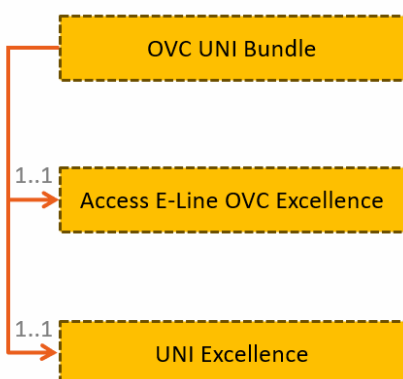 OVC UNI Bundle
1..1
Access E-Line OVC Excellence
1..1
UNI Excellence